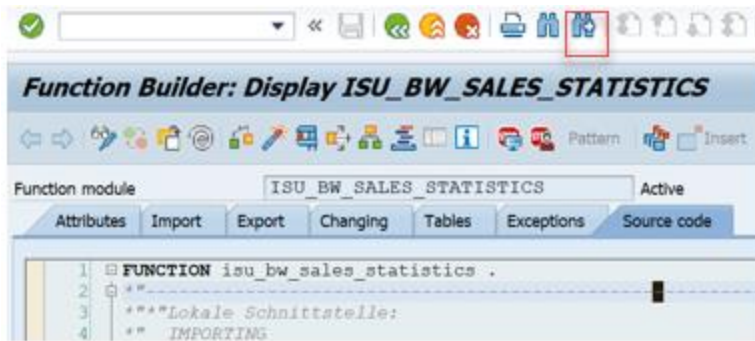 Function Builder: Display ISU_BW_SALES_STATISTICS
Pattern Insert
Function module ISU_BW_SALES_STATISTICS Active
Attributes Import Export Changing Tables Exceptions Source code
1 FUNCTION isu_bw_sales_statistics .
2 *"----------------------------------------------------------------------
3 *"*"Lokale Schnittstelle:
4 *" IMPORTING